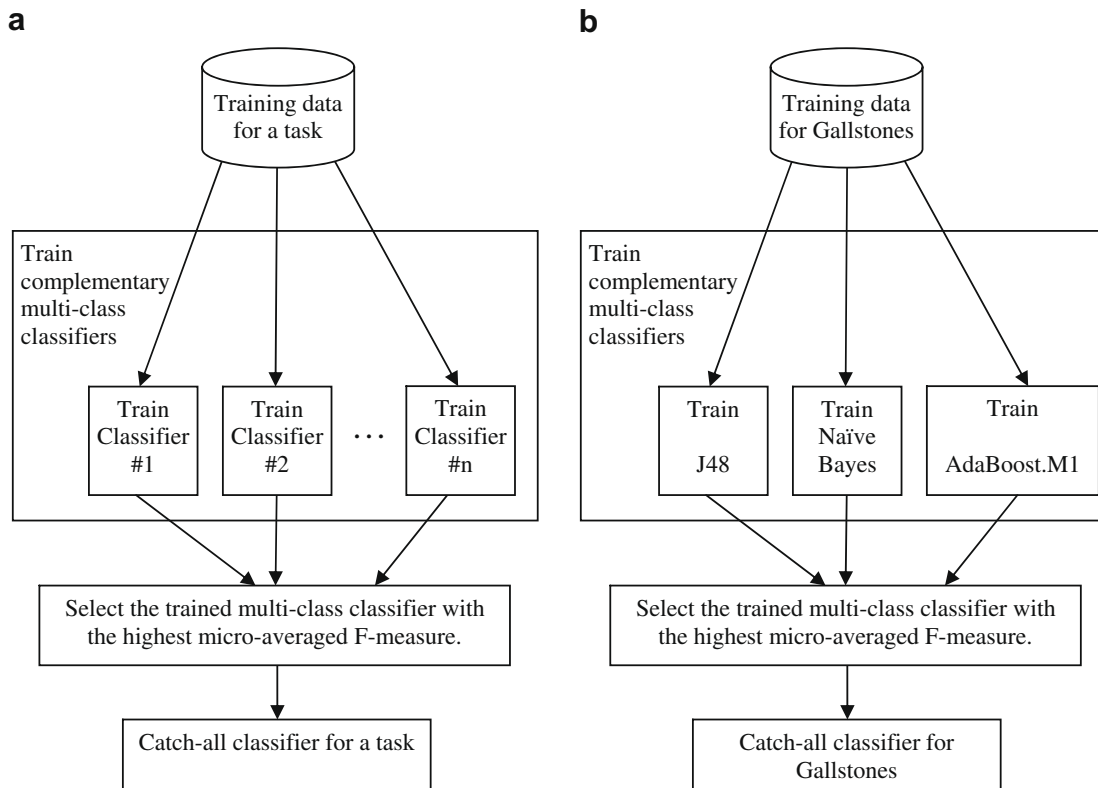 a
Training data
for a task
Train
complementary
multi-class
classifiers
Train
Classifier
#1
Train
Classifier
#2
...
Train
Classifier
#n
Select the trained multi-class classifier with
the highest micro-averaged F-measure.
Catch-all classifier for a task
b
Training data
for Gallstones
Train
complementary
multi-class
classifiers
Train
J48
Train
Naïve
Bayes
Train
AdaBoost.M1
Select the trained multi-class classifier with
the highest micro-averaged F-measure.
Catch-all classifier for
Gallstones